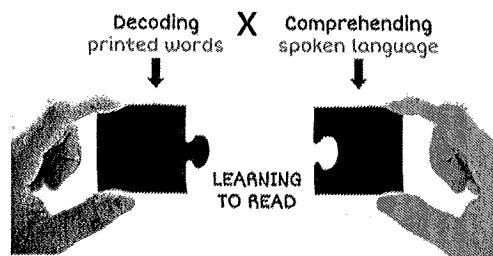 Decoding X Comprehending
printed words spoken language
LEARNING
TO READ